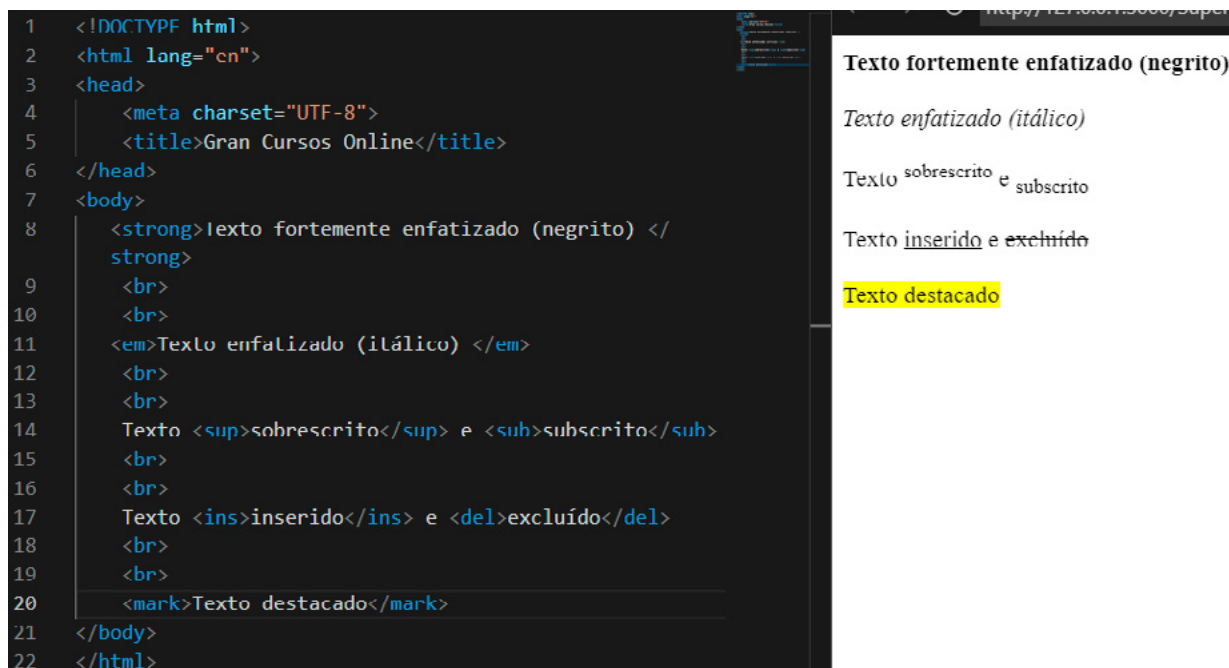 1 <!DOCTYPE html>
2 <html lang="en">
3 <head>
4 <meta charset="UTF-8">
5 <title>Gran Cursos Online</title>
6 </head>
7 <body>
8 <strong>Texto fortemente enfatizado (negrito) </
strong>
9 <br>
10 <br>
11 <em>Texto enfatizado (itálico) </em>
12 <br>
13 <br>
14 Texto <sup>sobrescrito</sup> e <sub>subscrito</sub>
15 <br>
16 <br>
17 Texto <ins>inserido</ins> e <del>excluído</del>
18 <br>
19 <br>
20 <mark>Texto destacado</mark>
21 </body>
22 </html>
Texto fortemente enfatizado (negrito)
Texto enfatizado (itálico)
Texto sobrescrito e subscrito
Texto inserido e excluído
Texto destacado